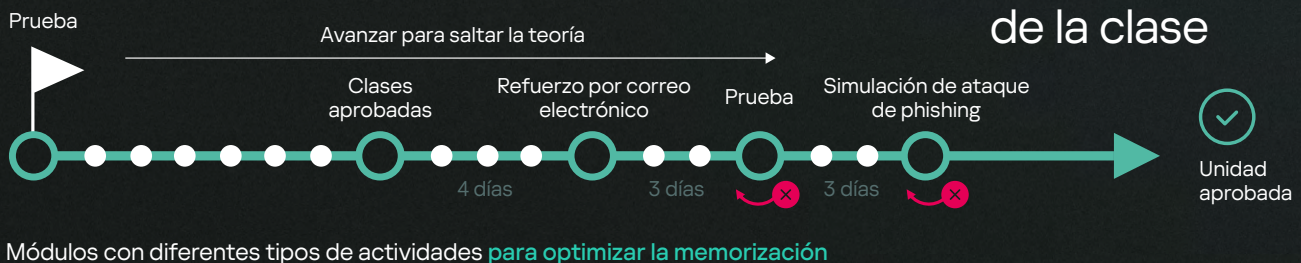 de la clase
Prueba
Avanzar para saltar la teoría
Clases
aprobadas
Refuerzo por correo
electrónico
Prueba
Simulación de ataque
de phishing
4 días
3 días
3 días
Unidad
aprobada
Módulos con diferentes tipos de actividades para optimizar la memorización